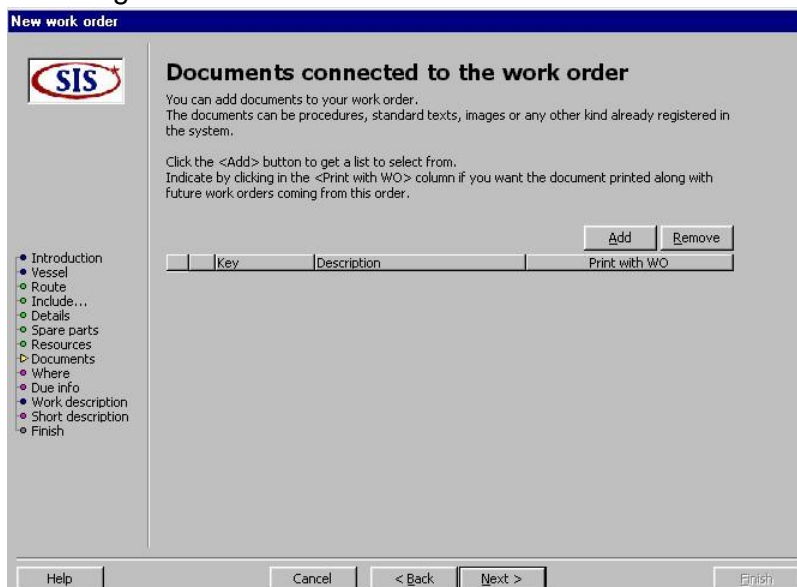 New work order
SIS
Documents connected to the work order
You can add documents to your work order.
The documents can be procedures, standard texts, images or any other kind already registered in
the system.
Click the <Add> button to get a list to select from.
Indicate by clicking in the <Print with WO> column if you want the document printed along with
future work orders coming from this order.
Add Remove
Key Description Print with WO
Introduction
Vessel
Route
Include...
Details
Spare parts
Resources
Documents
Where
Due info
Work description
Short description
Finish
Help Cancel < Back Next > Finish